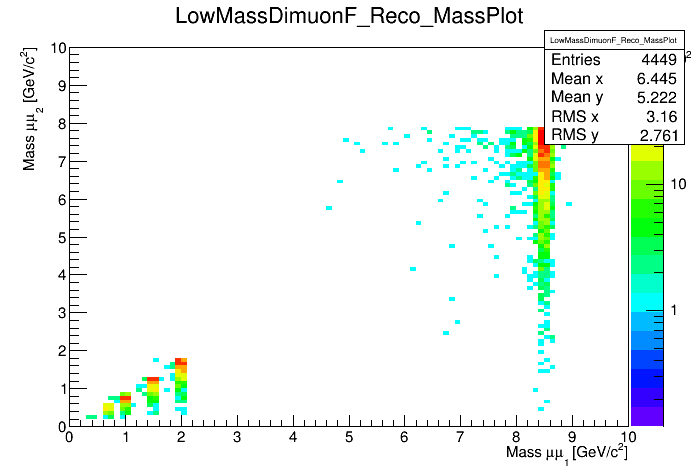 LowMassDimuonF_Reco_MassPlot
LowMassDimuonF_Reco_MassPlot
Entries 4449
Mean x 6.445
Mean y 5.222
RMS x 3.16
RMS y 2.761
Mass μμ₂ [GeV/c²]
10
9
8
7
6
5
4
3
2
1
0
0 1 2 3 4 5 6 7 8 9 10
Mass μμ₁ [GeV/c²]
10
1